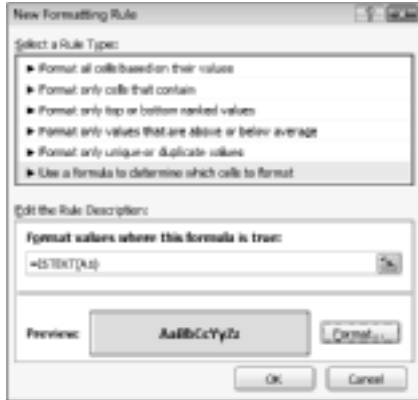 New Formatting Rule
Select a Rule Type:
► Format all cells based on their values
► Format only cells that contain
► Format only top or bottom ranked values
► Format only values that are above or below average
► Format only unique or duplicate values
► Use a formula to determine which cells to format
Edit the Rule Description:
Format values where this formula is true:
=ISTEXT(A1)
Preview:
AaBbCcYyZz
Format...
OK
Cancel